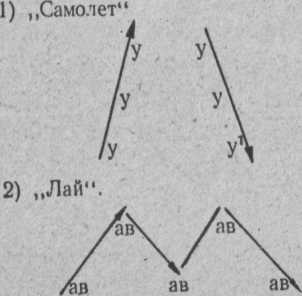 1) „Самолет“
у у
у у
у у
2) „Лай“.
ав ав
ав ав ав